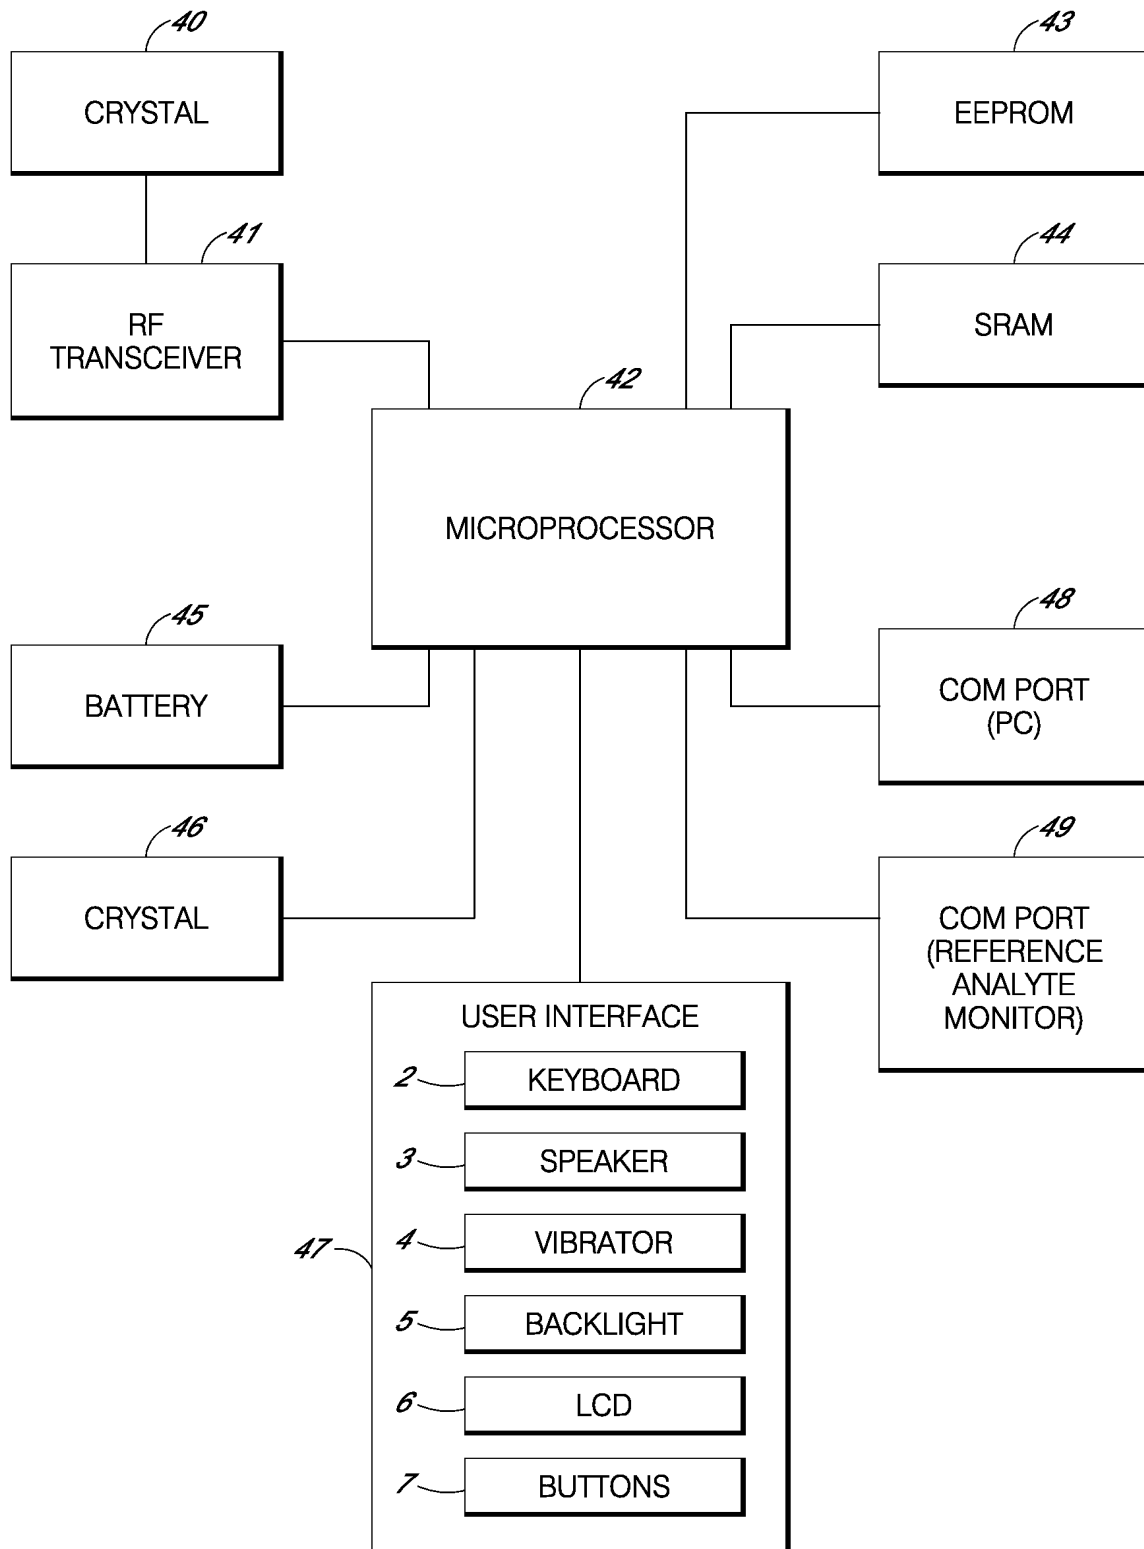 40
CRYSTAL
43
EEPROM
41
RF
TRANSCEIVER
44
SRAM
42
MICROPROCESSOR
45
BATTERY
48
COM PORT
(PC)
46
CRYSTAL
49
COM PORT
(REFERENCE
ANALYTE
MONITOR)
47
USER INTERFACE
2
KEYBOARD
3
SPEAKER
4
VIBRATOR
5
BACKLIGHT
6
LCD
7
BUTTONS